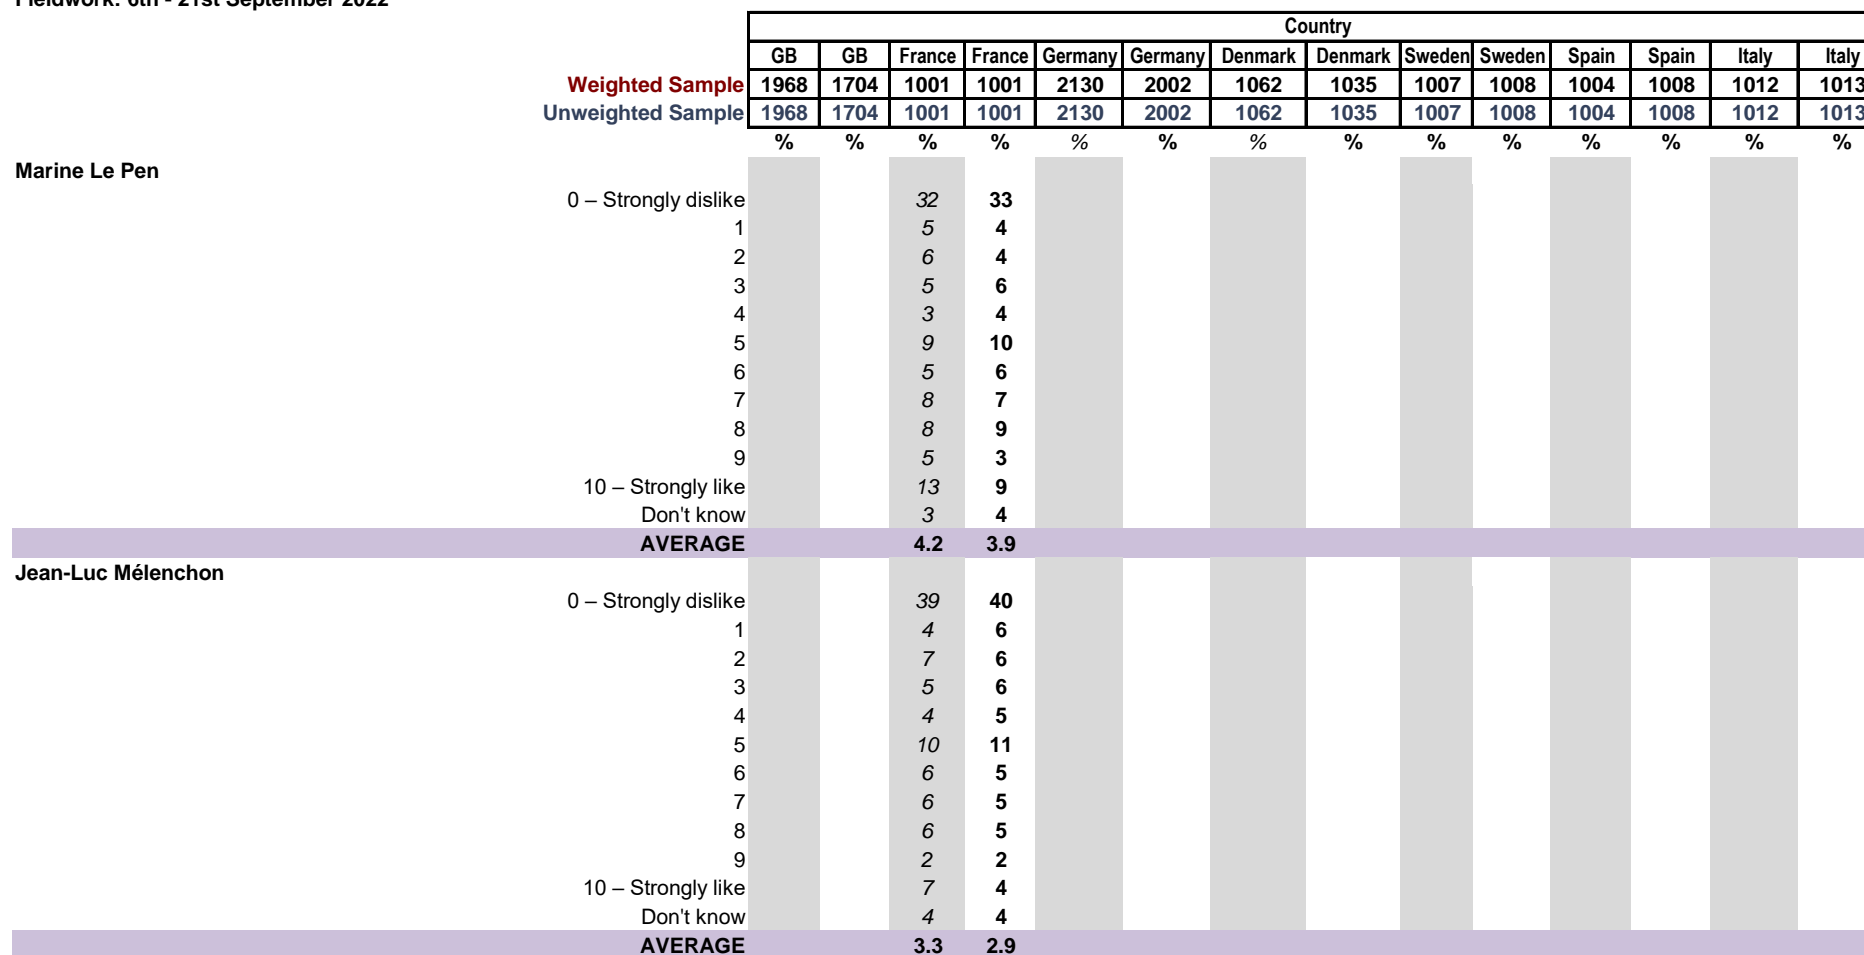 Fieldwork: 6th - 21st September 2022
Country
GB GB France France Germany Germany Denmark Denmark Sweden Sweden Spain Spain Italy Italy
Weighted Sample 1968 1704 1001 1001 2130 2002 1062 1035 1007 1008 1004 1008 1012 1013
Unweighted Sample 1968 1704 1001 1001 2130 2002 1062 1035 1007 1008 1004 1008 1012 1013
% % % % % % % % % % % % % %
Marine Le Pen
0 – Strongly dislike 32 33
1 5 4
2 6 4
3 5 6
4 3 4
5 9 10
6 5 6
7 8 7
8 8 9
9 5 3
10 – Strongly like 13 9
Don't know 3 4
AVERAGE 4.2 3.9
Jean-Luc Mélenchon
0 – Strongly dislike 39 40
1 4 6
2 7 6
3 5 6
4 4 5
5 10 11
6 6 5
7 6 5
8 6 5
9 2 2
10 – Strongly like 7 4
Don't know 4 4
AVERAGE 3.3 2.9